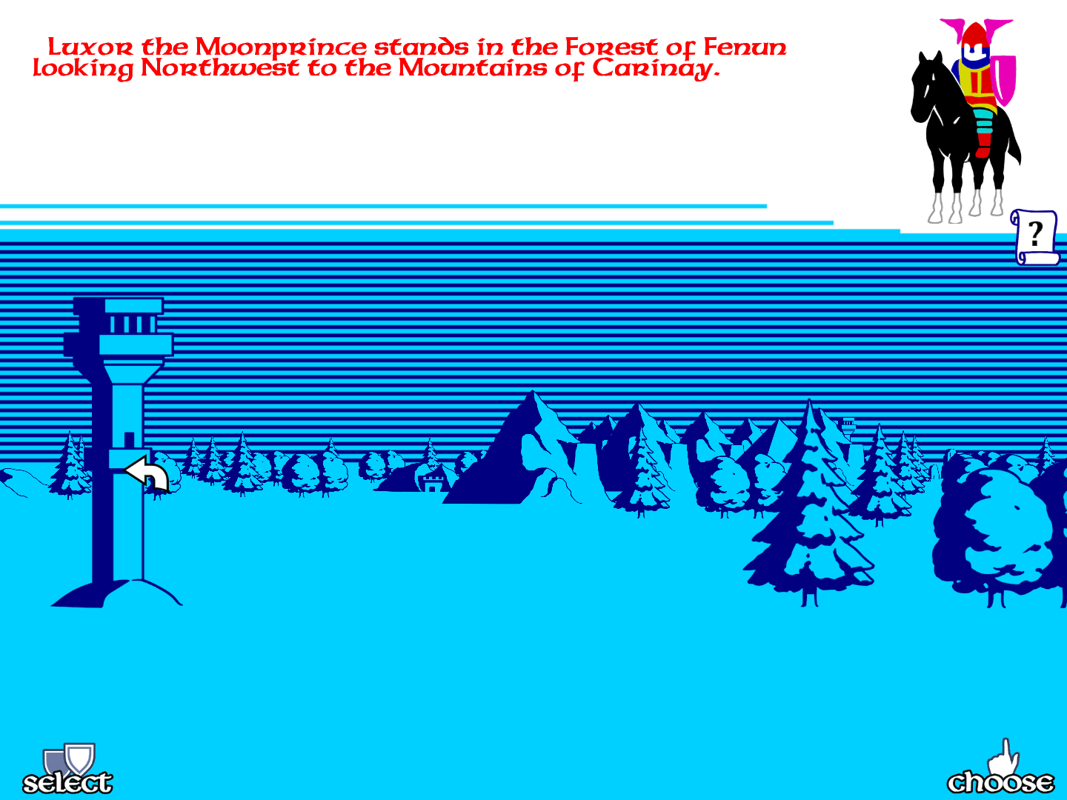 Luxor the Moonprince stands in the Forest of Fenun
looking Northwest to the Mountains of Carinay.
?
select
choose